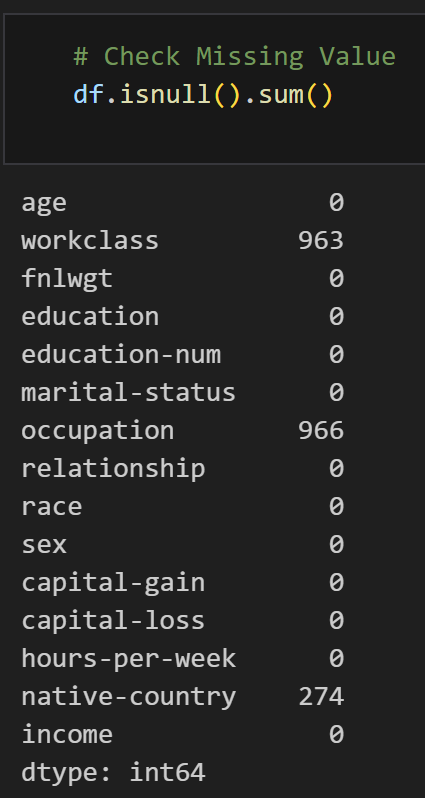 # Check Missing Value
df.isnull().sum()
age 0
workclass 963
fnlwgt 0
education 0
education-num 0
marital-status 0
occupation 966
relationship 0
race 0
sex 0
capital-gain 0
capital-loss 0
hours-per-week 0
native-country 274
income 0
dtype: int64